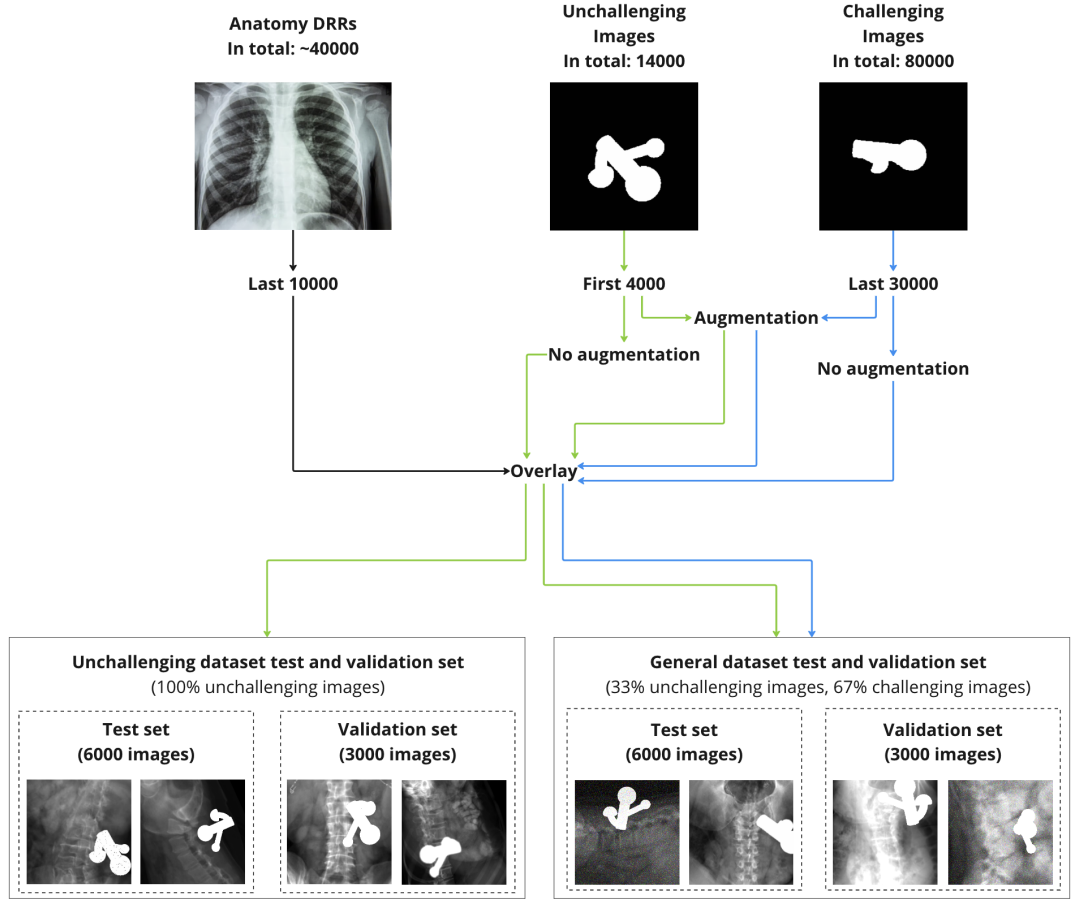 Anatomy DRRs
In total: ~40000
Unchallenging
Images
In total: 14000
Challenging
Images
In total: 80000
Last 10000
First 4000
Last 30000
Augmentation
No augmentation
No augmentation
Overlay
Unchallenging dataset test and validation set
(100% unchallenging images)
Test set
(6000 images)
Validation set
(3000 images)
General dataset test and validation set
(33% unchallenging images, 67% challenging images)
Test set
(6000 images)
Validation set
(3000 images)